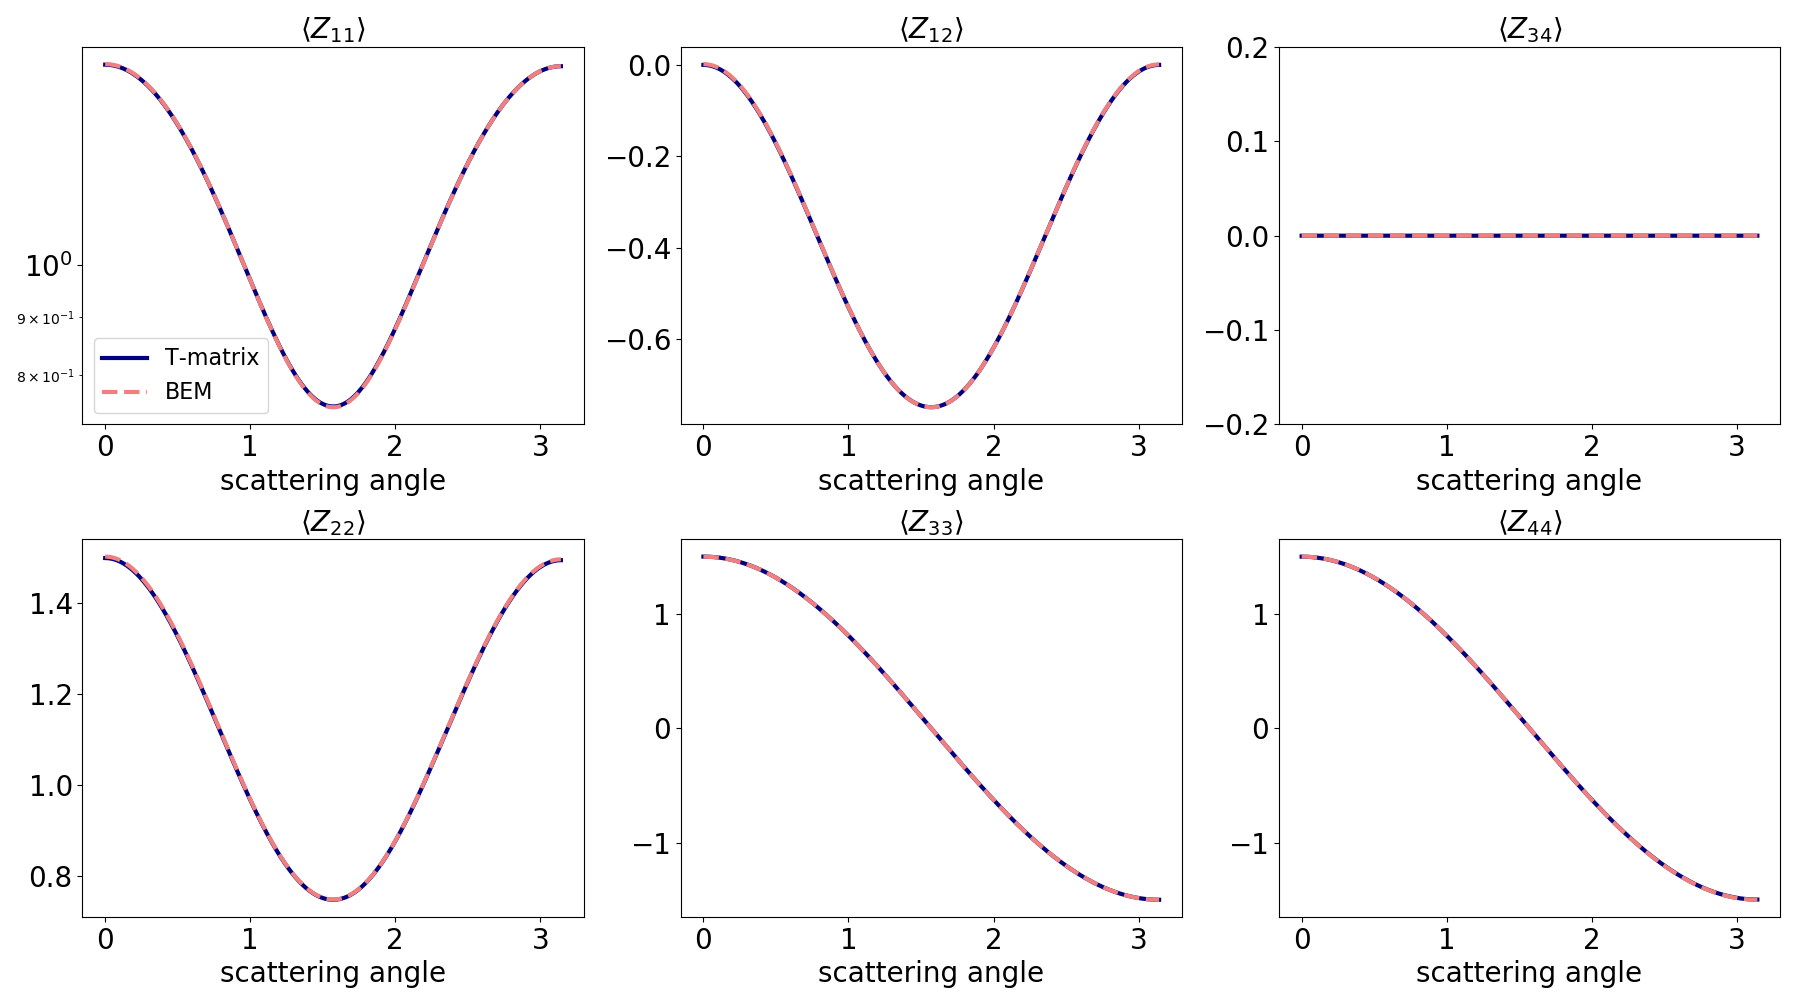 ⟨Z₁₁⟩
10⁰
9 × 10⁻¹
8 × 10⁻¹
T-matrix
BEM
0 1 2 3
scattering angle
⟨Z₁₂⟩
0.0
−0.2
−0.4
−0.6
0 1 2 3
scattering angle
⟨Z₃₄⟩
0.2
0.1
0.0
−0.1
−0.2
0 1 2 3
scattering angle
⟨Z₂₂⟩
1.4
1.2
1.0
0.8
0 1 2 3
scattering angle
⟨Z₃₃⟩
1
0
−1
0 1 2 3
scattering angle
⟨Z₄₄⟩
1
0
−1
0 1 2 3
scattering angle